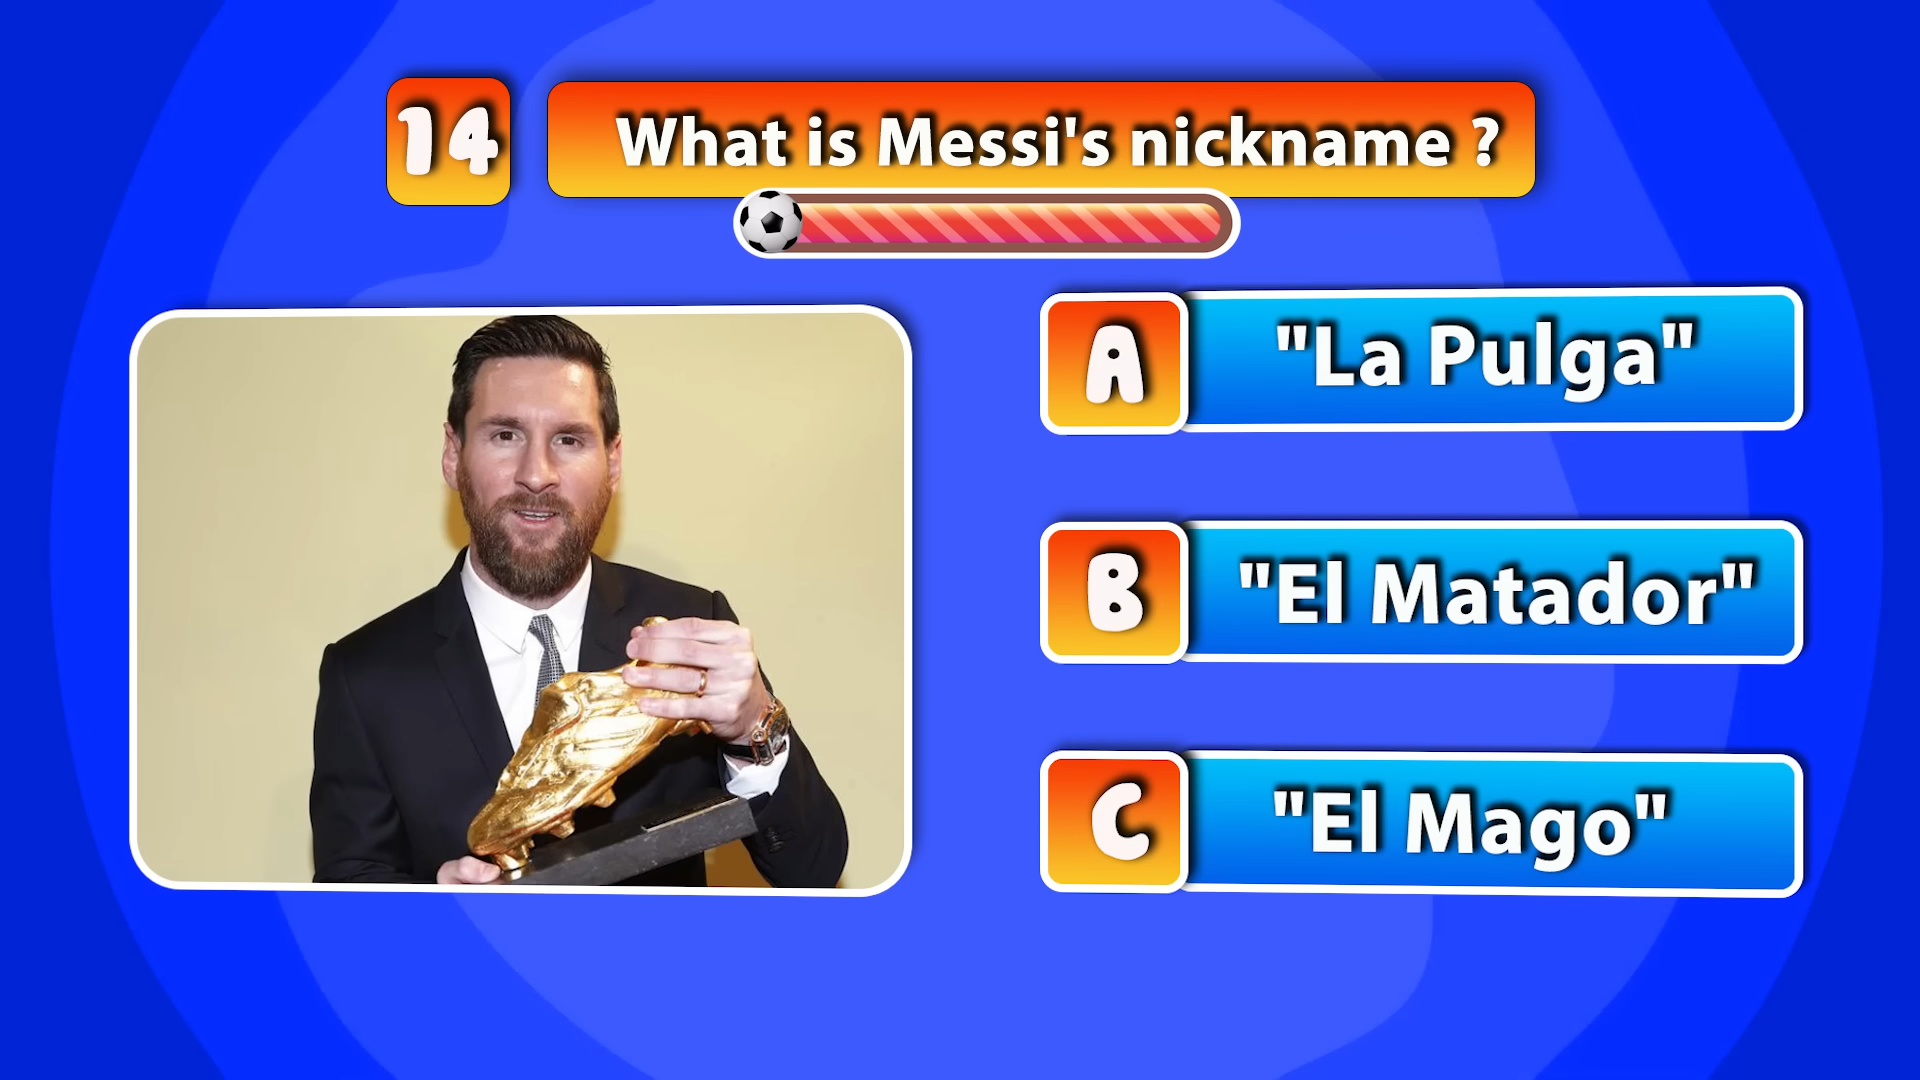 14
What is Messi's nickname ?
A
"La Pulga"
B
"El Matador"
C
"El Mago"